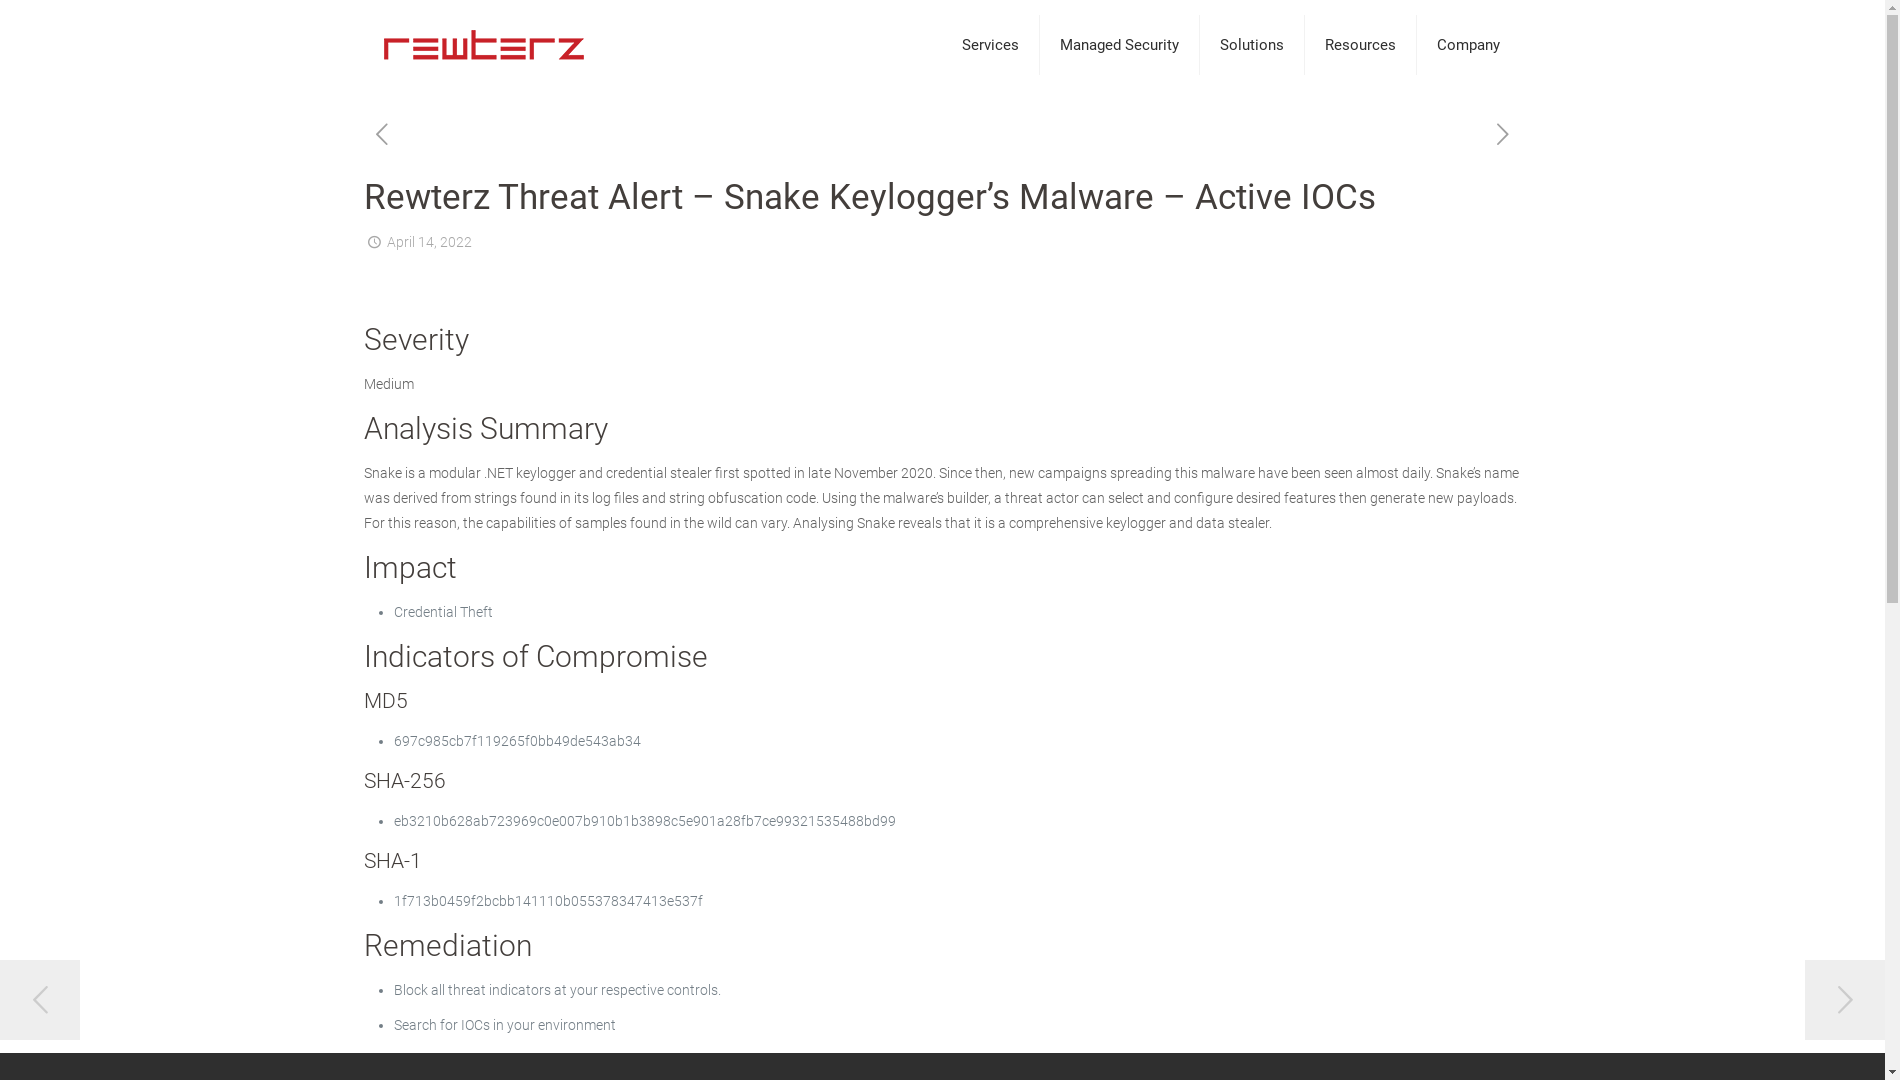 rewterz
Services
Managed Security
Solutions
Resources
Company
Rewterz Threat Alert – Snake Keylogger’s Malware – Active IOCs
April 14, 2022
Severity
Medium
Analysis Summary
Snake is a modular .NET keylogger and credential stealer first spotted in late November 2020. Since then, new campaigns spreading this malware have been seen almost daily. Snake’s name
was derived from strings found in its log files and string obfuscation code. Using the malware’s builder, a threat actor can select and configure desired features then generate new payloads.
For this reason, the capabilities of samples found in the wild can vary. Analysing Snake reveals that it is a comprehensive keylogger and data stealer.
Impact
• Credential Theft
Indicators of Compromise
MD5
• 697c985cb7f119265f0bb49de543ab34
SHA-256
• eb3210b628ab723969c0e007b910b1b3898c5e901a28fb7ce99321535488bd99
SHA-1
• 1f713b0459f2bcbb141110b055378347413e537f
Remediation
• Block all threat indicators at your respective controls.
• Search for IOCs in your environment